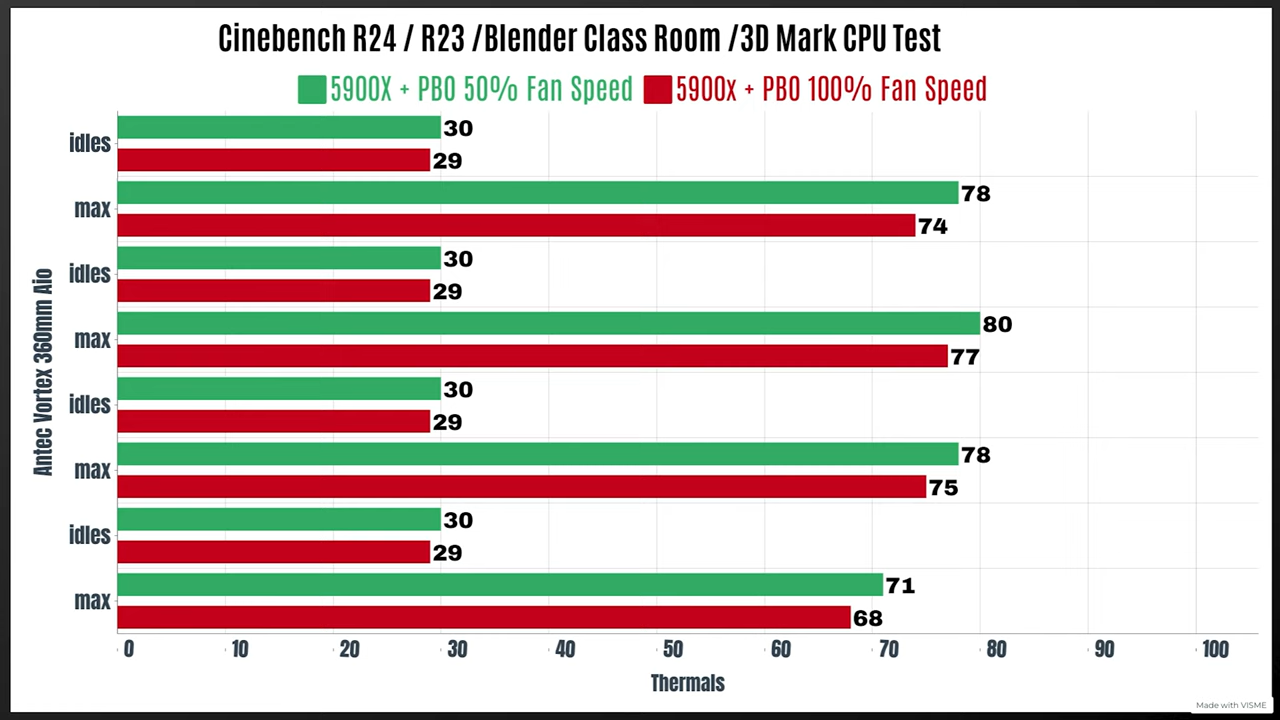 Cinebench R24 / R23 /Blender Class Room /3D Mark CPU Test
5900X + PBO 50% Fan Speed
5900x + PBO 100% Fan Speed
Antec Vortex 360mm Aio
idles
30
29
max
78
74
idles
30
29
max
80
77
idles
30
29
max
78
75
idles
30
29
max
71
68
0 10 20 30 40 50 60 70 80 90 100
Thermals
Made with VISME